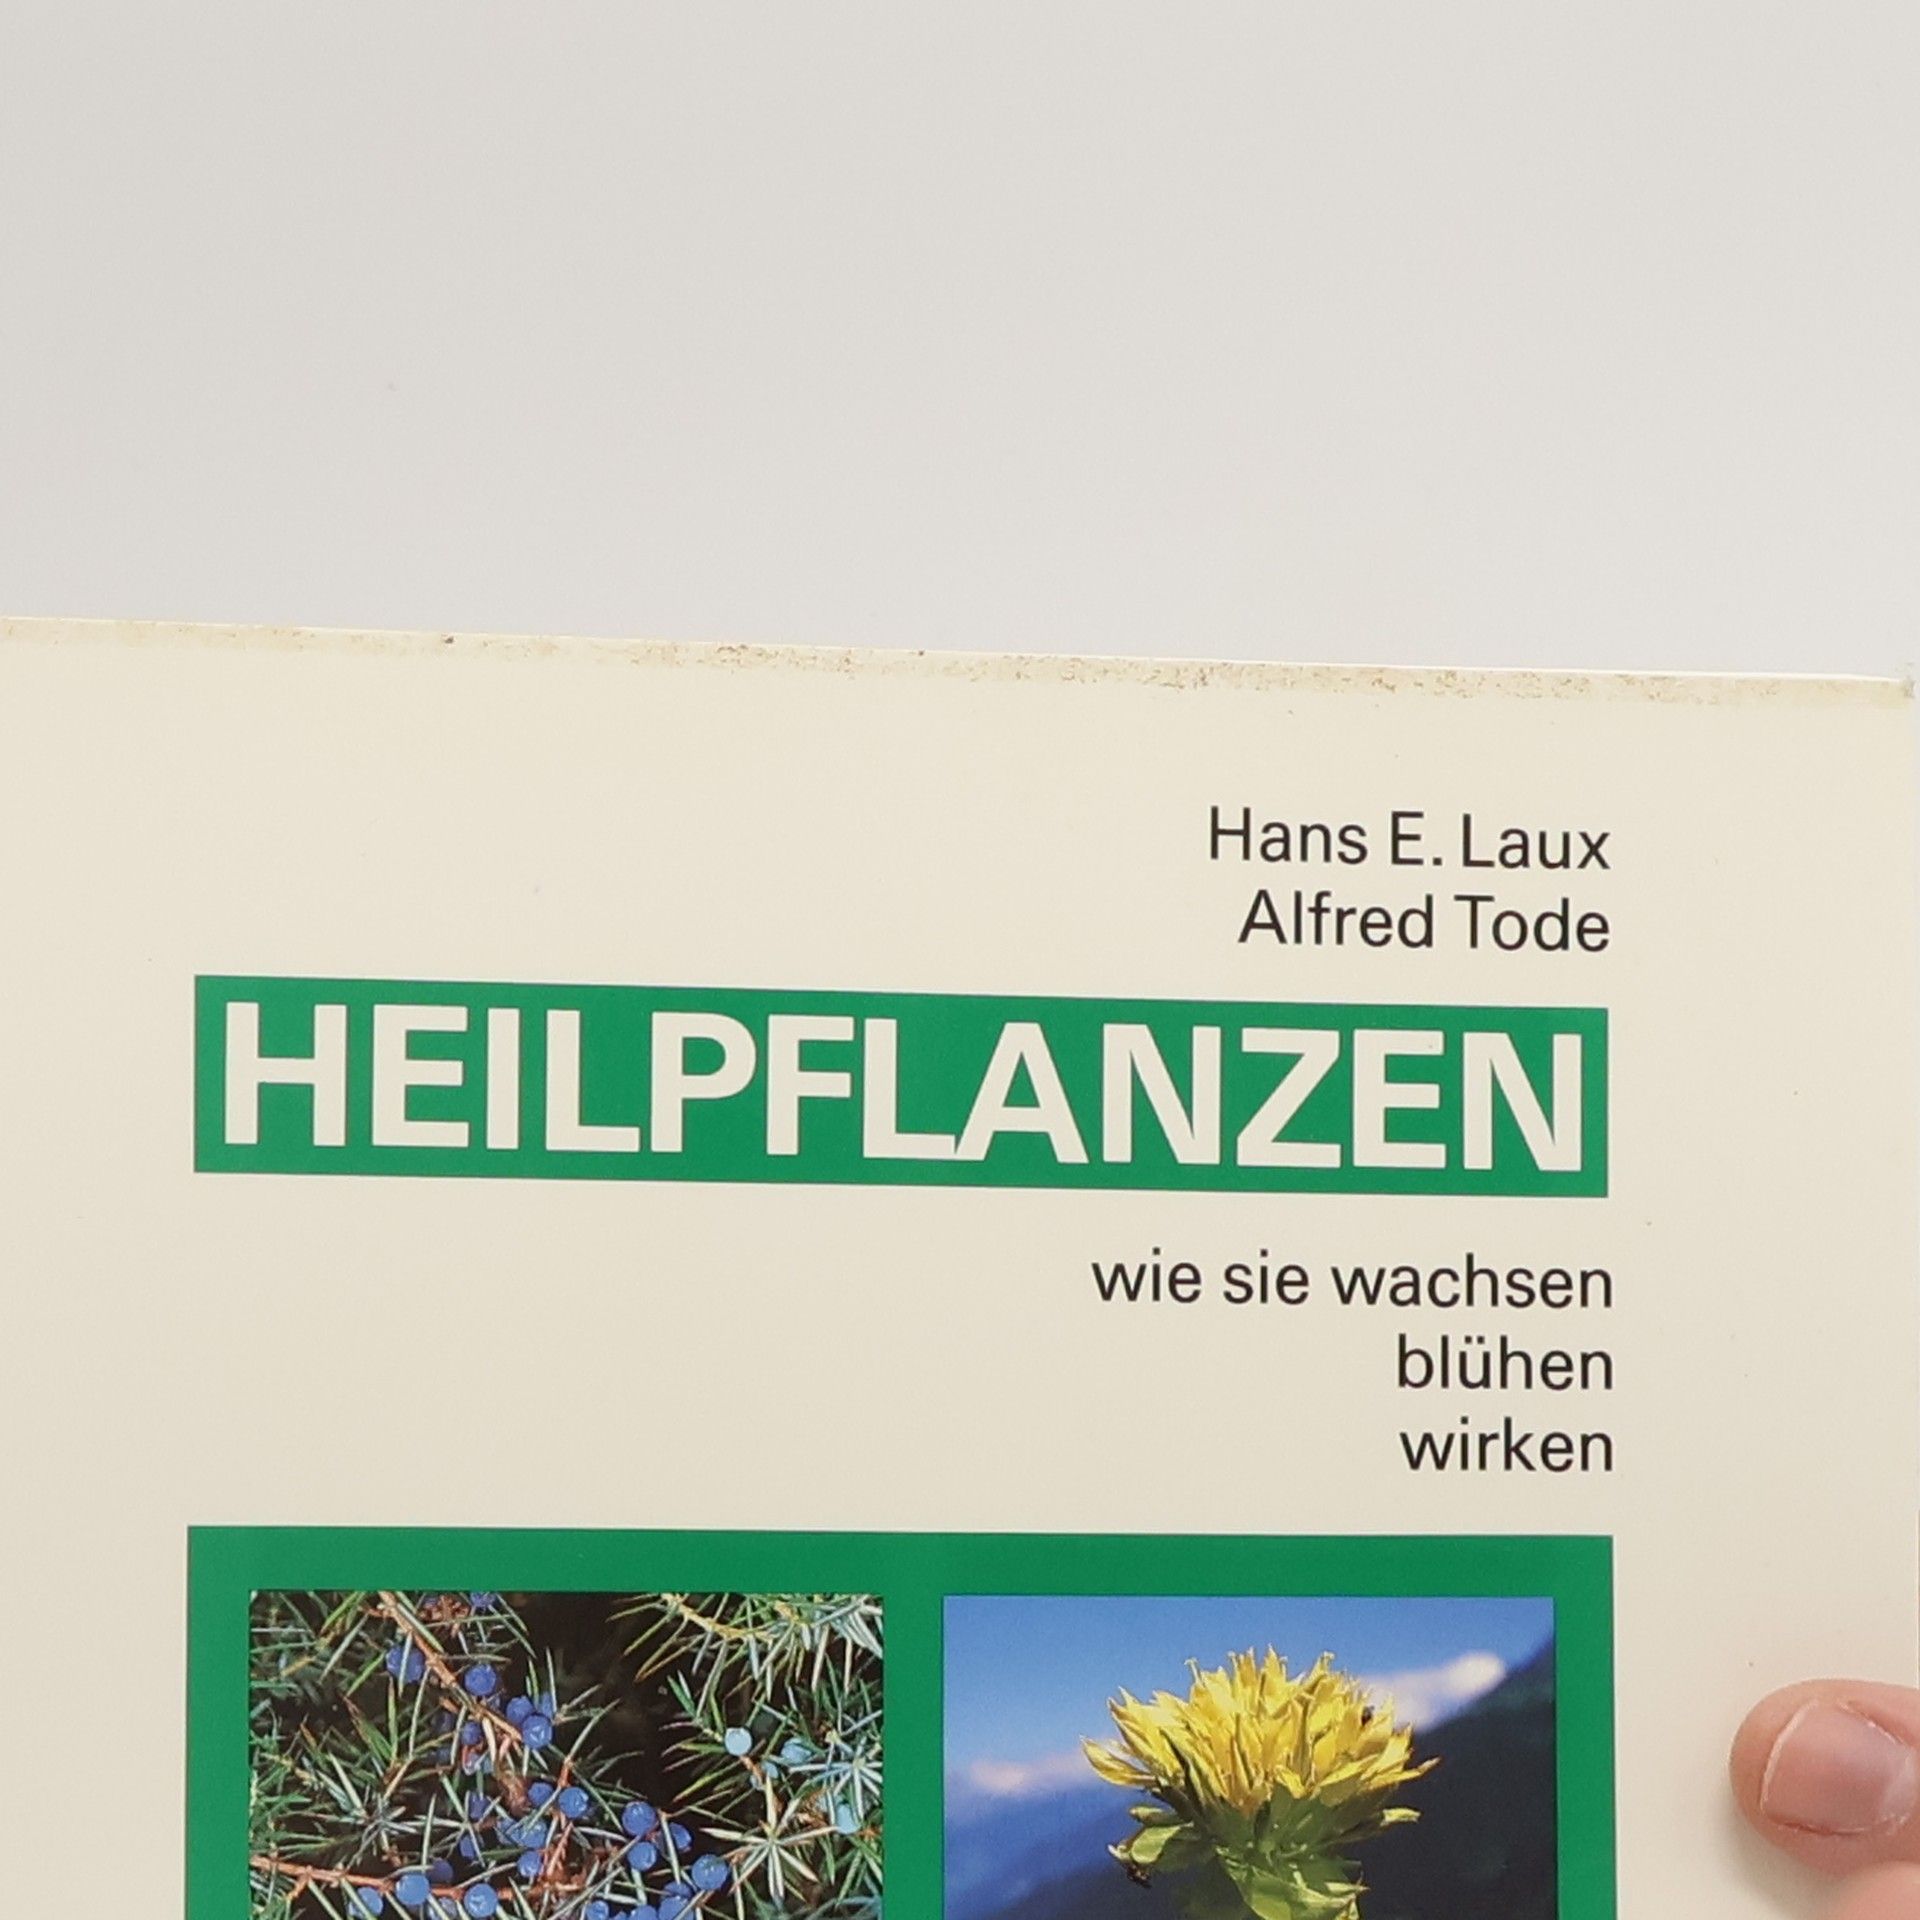 Hans E. Laux
Alfred Tode
HEILPFLANZEN
wie sie wachsen
blühen
wirken